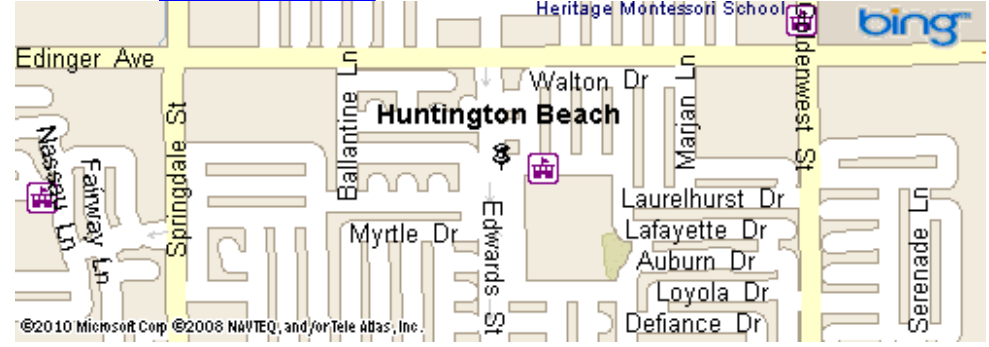 Heritage Montessori School
bing™
Edinger Ave
Walton Dr
Huntington Beach
Springdale St
Ballantine Ln
Marjan Ln
Goldenwest St
Nassau Ln
Fairway Ln
Laurelhurst Dr
Myrtle Dr
Edwards St
Lafayette Dr
Auburn Dr
Serenade Ln
Loyola Dr
Defiance Dr
©2010 Microsoft Corp ©2008 NAVTEQ, and/or Tele Atlas, Inc.